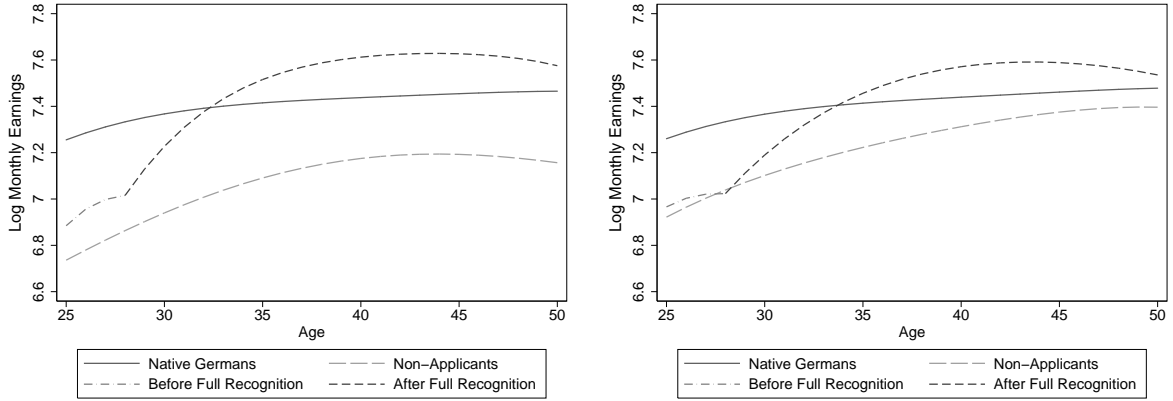 Log Monthly Earnings
7.8
7.6
7.4
7.2
7
6.8
6.6
25 30 35 40 45 50
Age
Native Germans Non−Applicants
Before Full Recognition After Full Recognition
Log Monthly Earnings
7.8
7.6
7.4
7.2
7
6.8
6.6
25 30 35 40 45 50
Age
Native Germans Non−Applicants
Before Full Recognition After Full Recognition